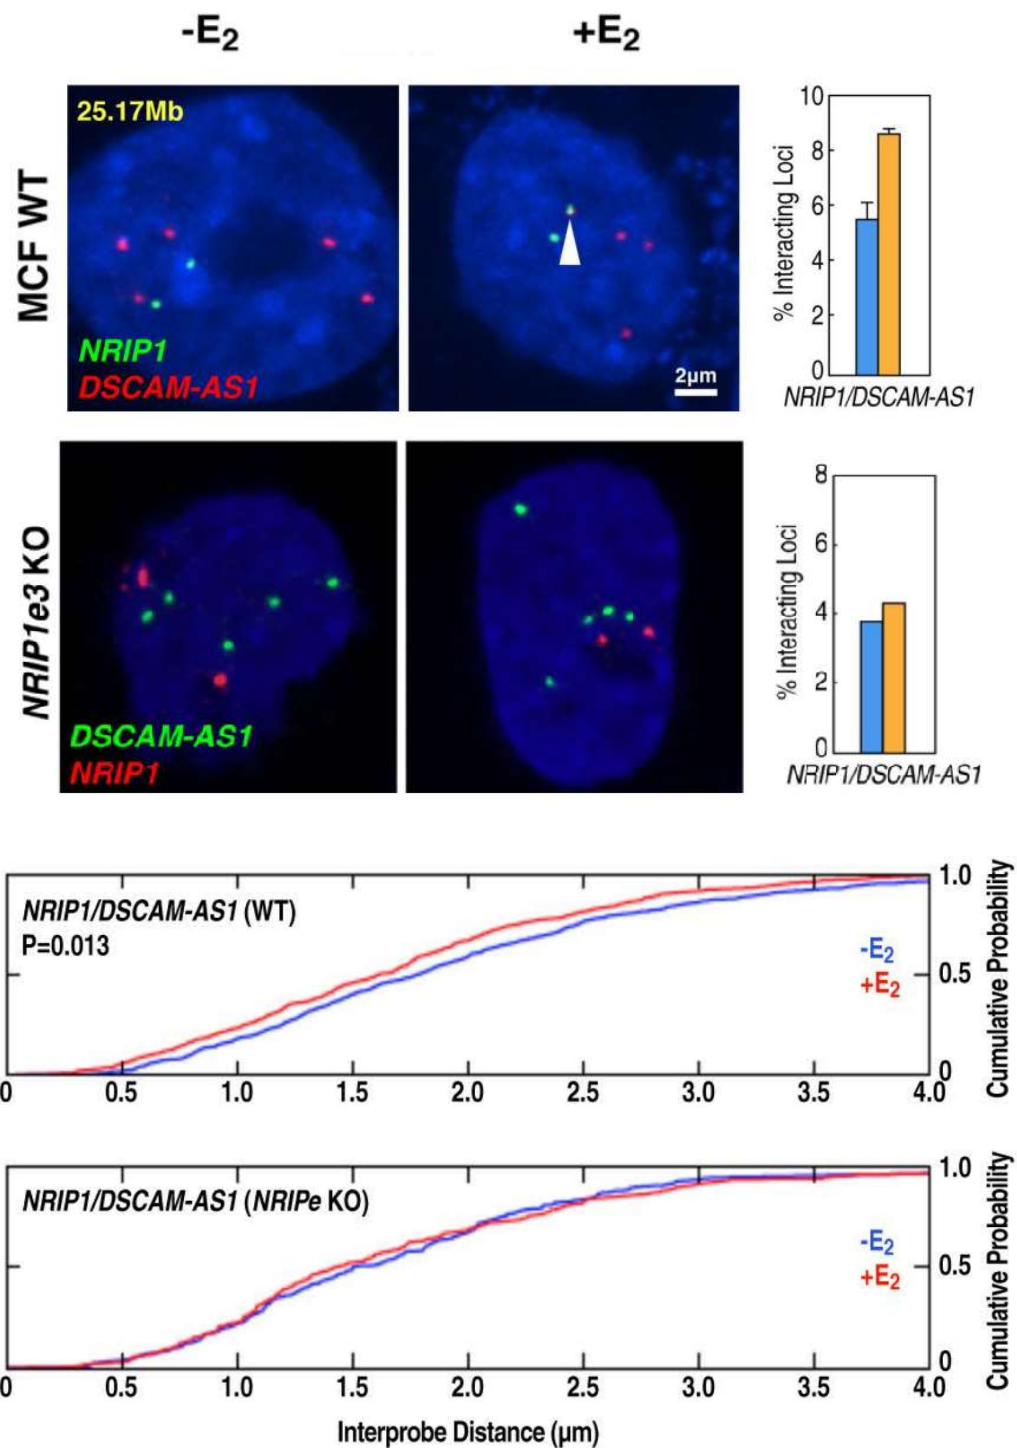 -E2 +E2
MCF WT
25.17Mb
NRIP1
DSCAM-AS1
2µm
% Interacting Loci
10
8
6
4
2
0
NRIP1/DSCAM-AS1
NRIP1e3 KO
DSCAM-AS1
NRIP1
% Interacting Loci
8
6
4
2
0
NRIP1/DSCAM-AS1
NRIP1/DSCAM-AS1 (WT)
P=0.013
-E2
+E2
1.0
0.5
0
Cumulative Probability
0 0.5 1.0 1.5 2.0 2.5 3.0 3.5 4.0
NRIP1/DSCAM-AS1 (NRIPe KO)
-E2
+E2
1.0
0.5
0
Cumulative Probability
0 0.5 1.0 1.5 2.0 2.5 3.0 3.5 4.0
Interprobe Distance (µm)